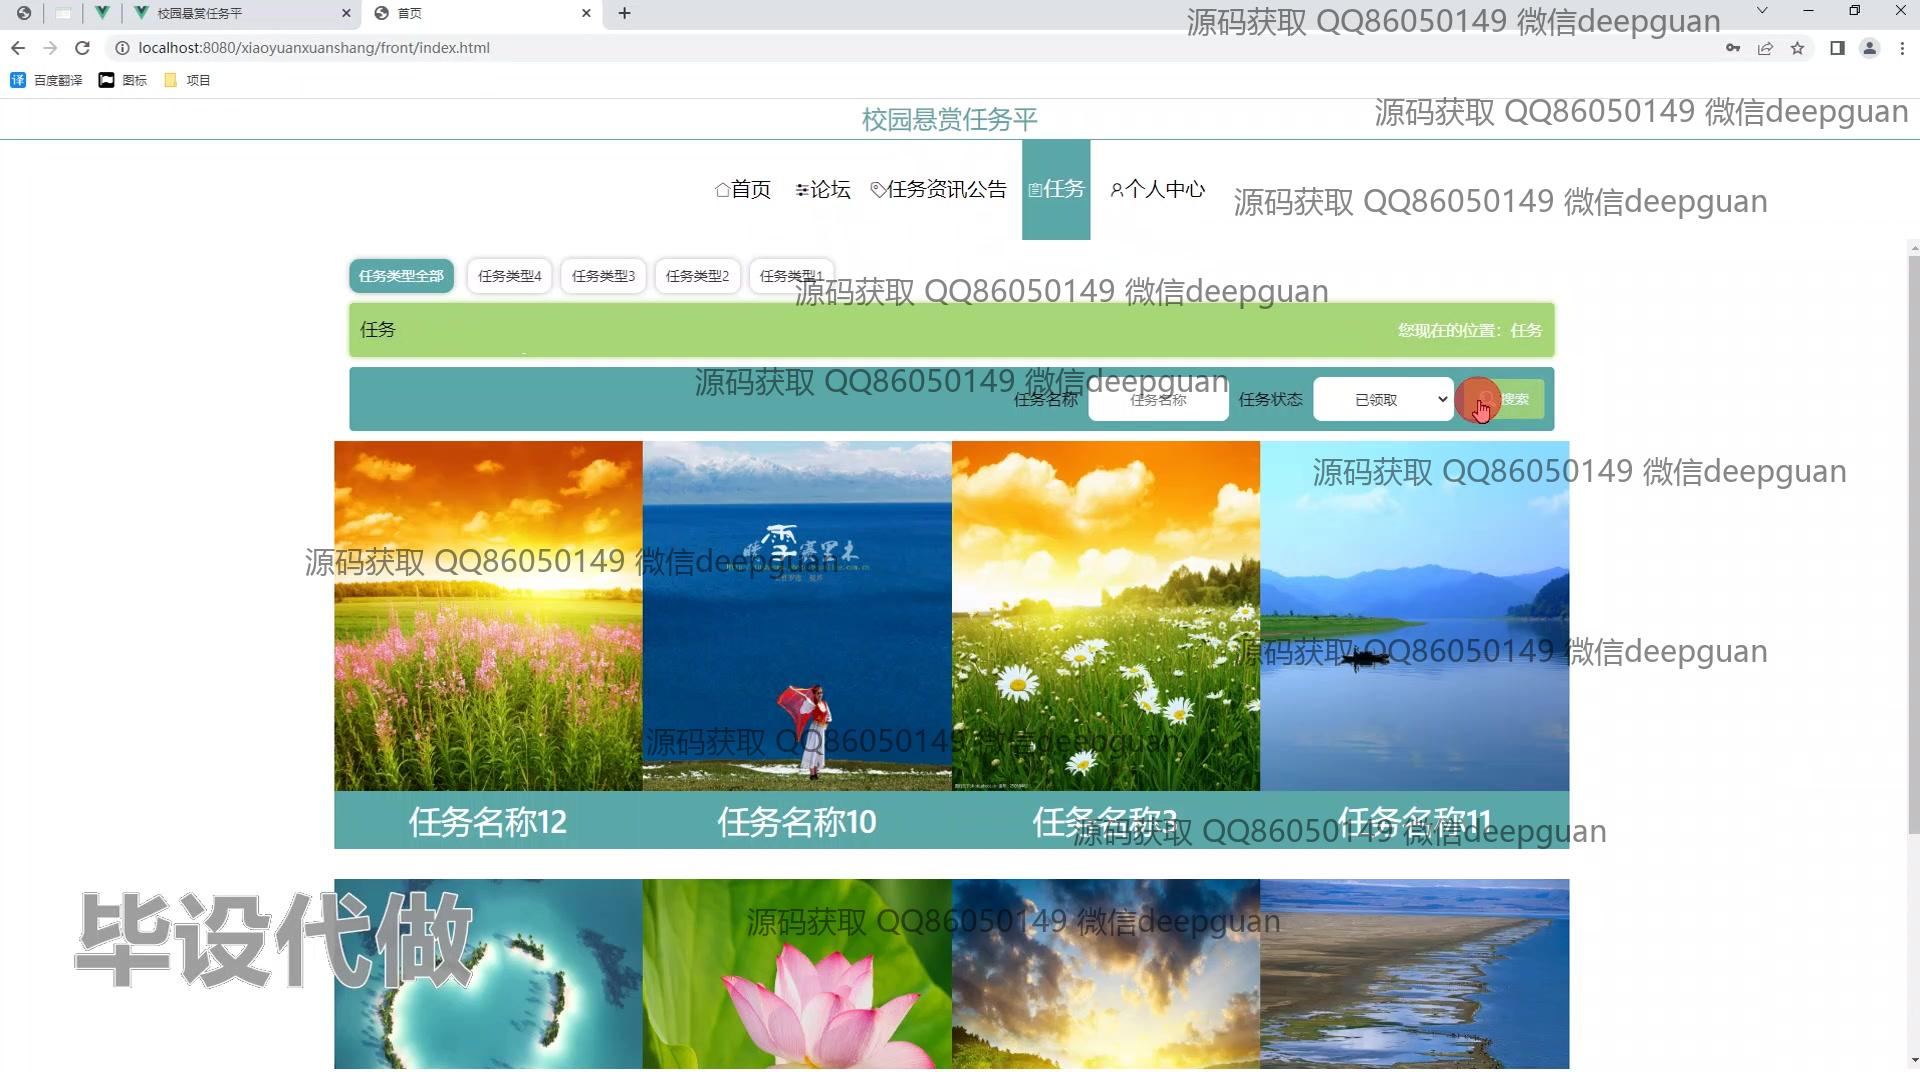 校园悬赏任务平
首页
源码获取 QQ86050149 微信deepguan
localhost:8080/xiaoyuanxuanshang/front/index.html
百度翻译
图标
项目
校园悬赏任务平
源码获取 QQ86050149 微信deepguan
首页
论坛
任务资讯公告
任务
个人中心
源码获取 QQ86050149 微信deepguan
任务类型全部
任务类型4
任务类型3
任务类型2
任务类型1
源码获取 QQ86050149 微信deepguan
任务
您现在的位置：任务
源码获取 QQ86050149 微信deepguan
任务名称
任务名称
任务状态
已领取
搜索
源码获取 QQ86050149 微信deepguan
源码获取 QQ86050149 微信deepguan
源码获取 QQ86050149 微信deepguan
源码获取 QQ86050149 微信deepguan
任务名称12
任务名称10
任务名称3
任务名称11
源码获取 QQ86050149 微信deepguan
毕设代做
源码获取 QQ86050149 微信deepguan